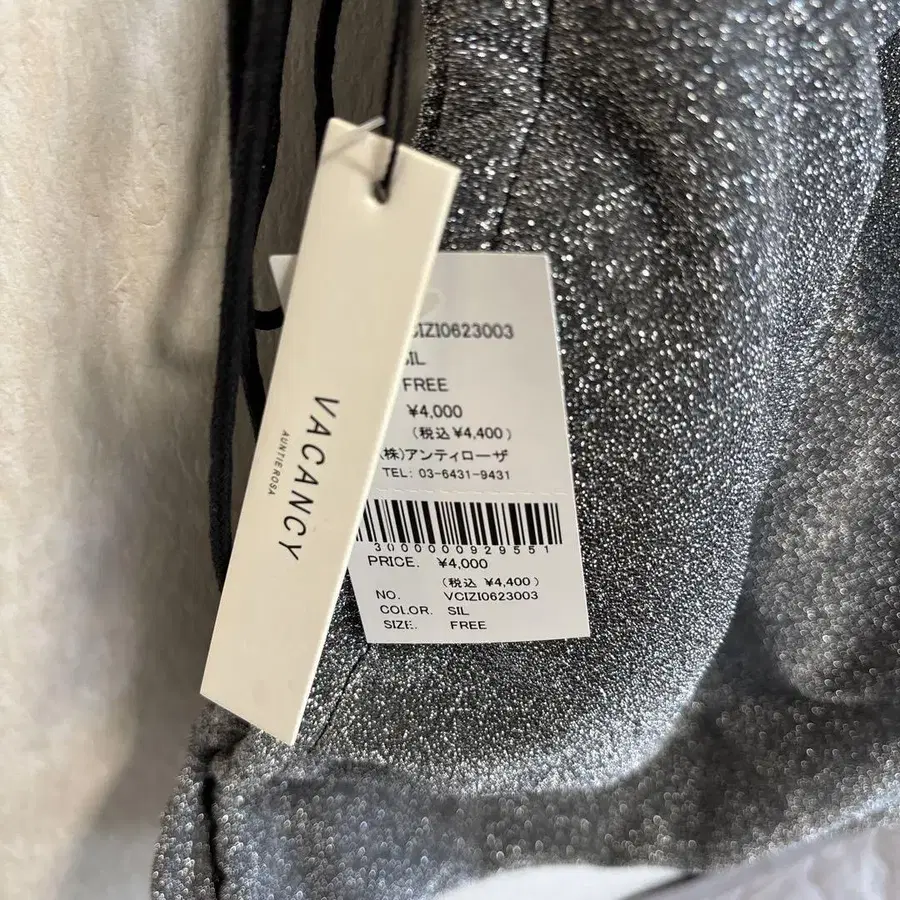 VACANCY
AUNTIE ROSA
CIZI0623003
SIL
FREE
¥4,000
(税込 ¥4,400)
(株)アンティローザ
TEL: 03-6431-9431
3000000929551
PRICE. ¥4,000
(税込 ¥4,400)
NO. VCIZI0623003
COLOR. SIL
SIZE. FREE